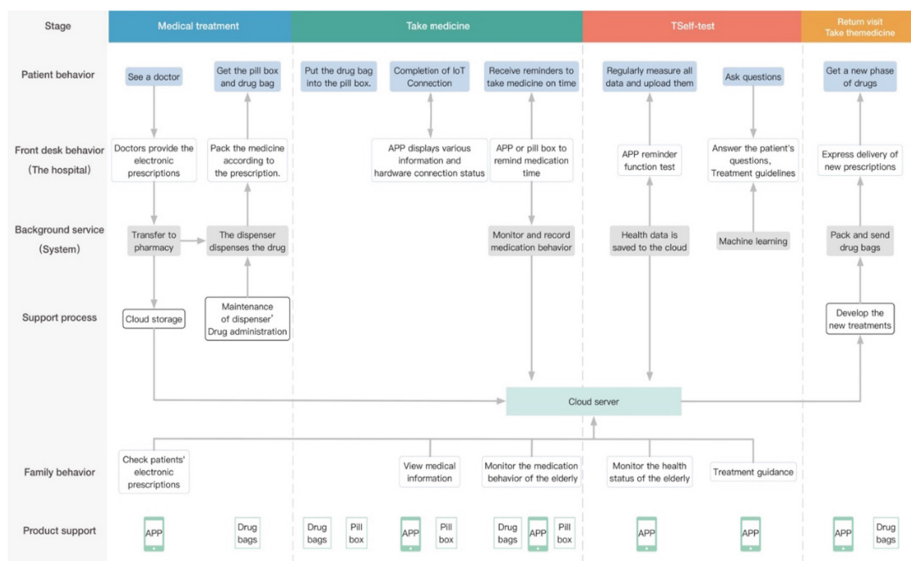 Stage
Medical treatment
Take medicine
TSelf-test
Return visit
Take themedicine
Patient behavior
See a doctor
Get the pill box
and drug bag
Put the drug bag
into the pill box.
Completion of IoT
Connection
Receive reminders to
take medicine on time
Regularly measure all
data and upload them
Ask questions
Get a new phase
of drugs
Front desk behavior
(The hospital)
Doctors provide the
electronic
prescriptions
Pack the medicine
according to
the prescription.
APP displays various
information and
hardware connection status
APP or pill box to
remind medication
time
APP reminder
function test
Answer the patient's
questions,
Treatment guidelines
Express delivery of
new prescriptions
Background service
(System)
Transfer to
pharmacy
The dispenser
dispenses the drug
Monitor and record
medication behavior
Health data is
saved to the cloud
Machine learning
Pack and send
drug bags
Support process
Cloud storage
Maintenance
of dispenser'
Drug administration
Develop the
new treatments
Cloud server
Family behavior
Check patients'
electronic
prescriptions
View medical
information
Monitor the medication
behavior of the elderly
Monitor the health
status of the elderly
Treatment guidance
Product support
APP
Drug
bags
Drug
bags
Pill
box
APP
Pill
box
Drug
bags
APP
Pill
box
APP
APP
APP
Drug
bags